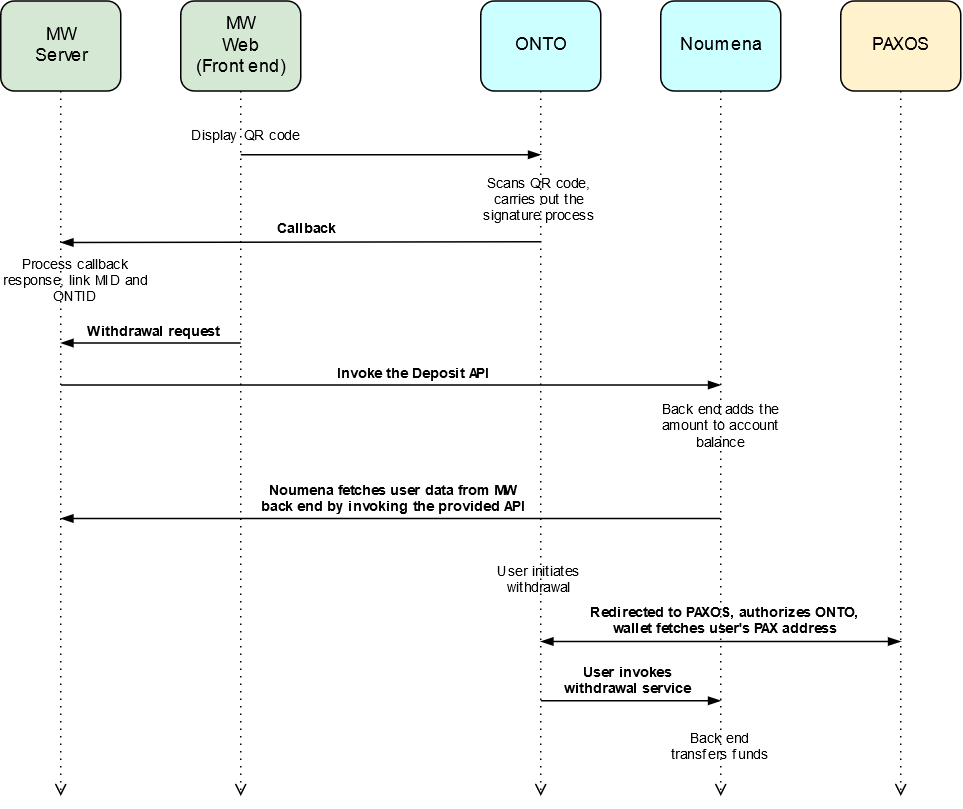 MW
Server
MW
Web
(Front end)
ONTO
Noumena
PAXOS
Display QR code
Scans QR code,
carries out the
signature process
Callback
Process callback
response, link MID and
ONTID
Withdrawal request
Invoke the Deposit API
Back end adds the
amount to account
balance
Noumena fetches user data from MW
back end by invoking the provided API
User initiates
withdrawal
Redirected to PAXOS, authorizes ONTO,
wallet fetches user's PAX address
User invokes
withdrawal service
Back end
transfers funds